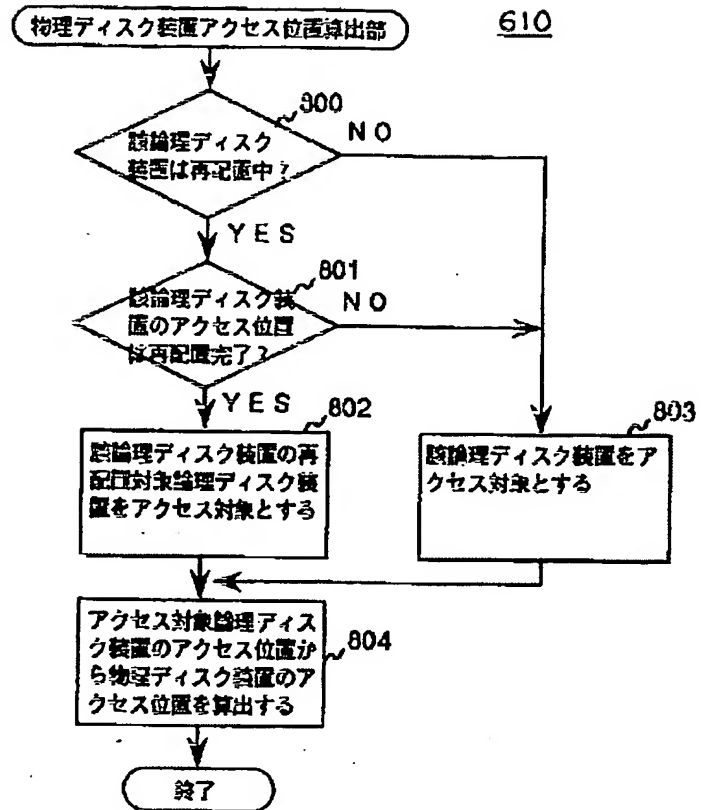 物理ディスク装置アクセス位置算出部
610
800
該論理ディスク
装置は再配置中？
NO
YES
801
該論理ディスク装
置のアクセス位置
は再配置完了？
NO
YES
802
該論理ディスク装置の再
配置対象論理ディスク装
置をアクセス対象とする
803
該論理ディスク装置をア
クセス対象とする
アクセス対象論理ディス
ク装置のアクセス位置か
ら物理ディスク装置のア
クセス位置を算出する
804
終了